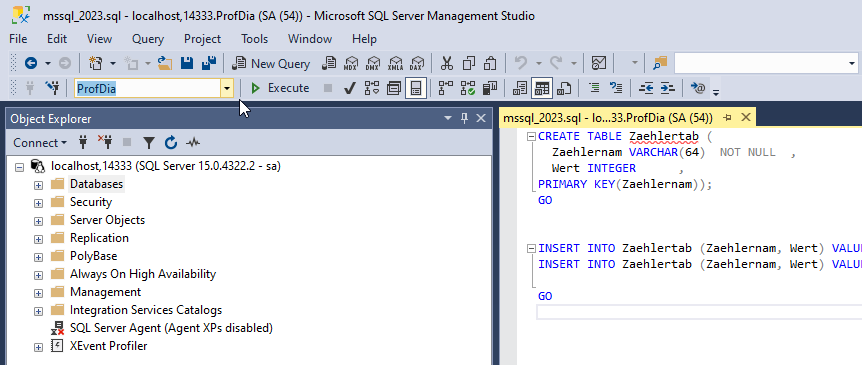 mssql_2023.sql - localhost,14333.ProfDia (SA (54)) - Microsoft SQL Server Management Studio
File Edit View Query Project Tools Window Help
New Query MDX DMX XMLA DAX
ProfDia Execute
Object Explorer
Connect
localhost,14333 (SQL Server 15.0.4322.2 - sa)
Databases
Security
Server Objects
Replication
PolyBase
Always On High Availability
Management
Integration Services Catalogs
SQL Server Agent (Agent XPs disabled)
XEvent Profiler
mssql_2023.sql - lo...33.ProfDia (SA (54))
CREATE TABLE Zaehlertab (
Zaehlernam VARCHAR(64) NOT NULL ,
Wert INTEGER ,
PRIMARY KEY(Zaehlernam));
GO
INSERT INTO Zaehlertab (Zaehlernam, Wert) VALU
INSERT INTO Zaehlertab (Zaehlernam, Wert) VALU
GO